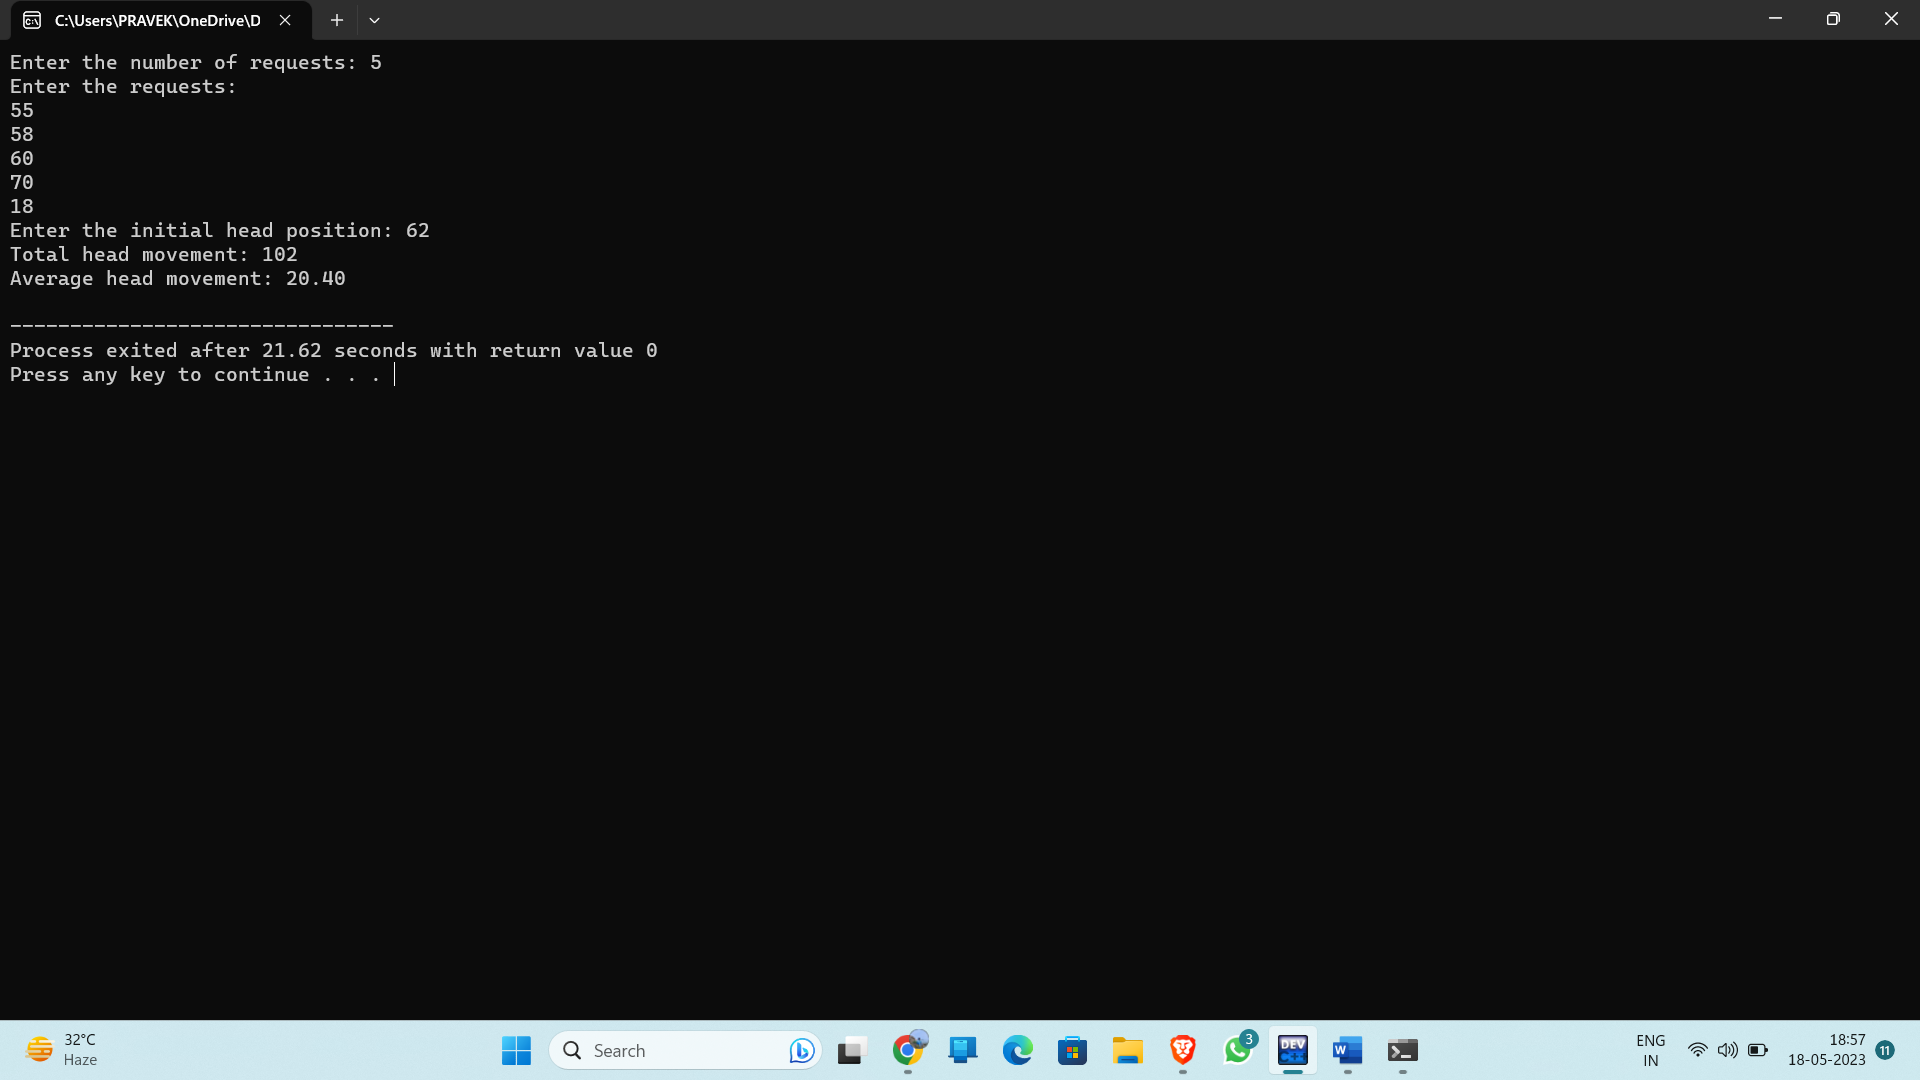 C:\Users\PRAVEK\OneDrive\D
Enter the number of requests: 5
Enter the requests:
55
58
60
70
18
Enter the initial head position: 62
Total head movement: 102
Average head movement: 20.40
--------------------------------
Process exited after 21.62 seconds with return value 0
Press any key to continue . . .
32°C
Haze
Search
3
DEV
C++
W
ENG
IN
18:57
18-05-2023
11